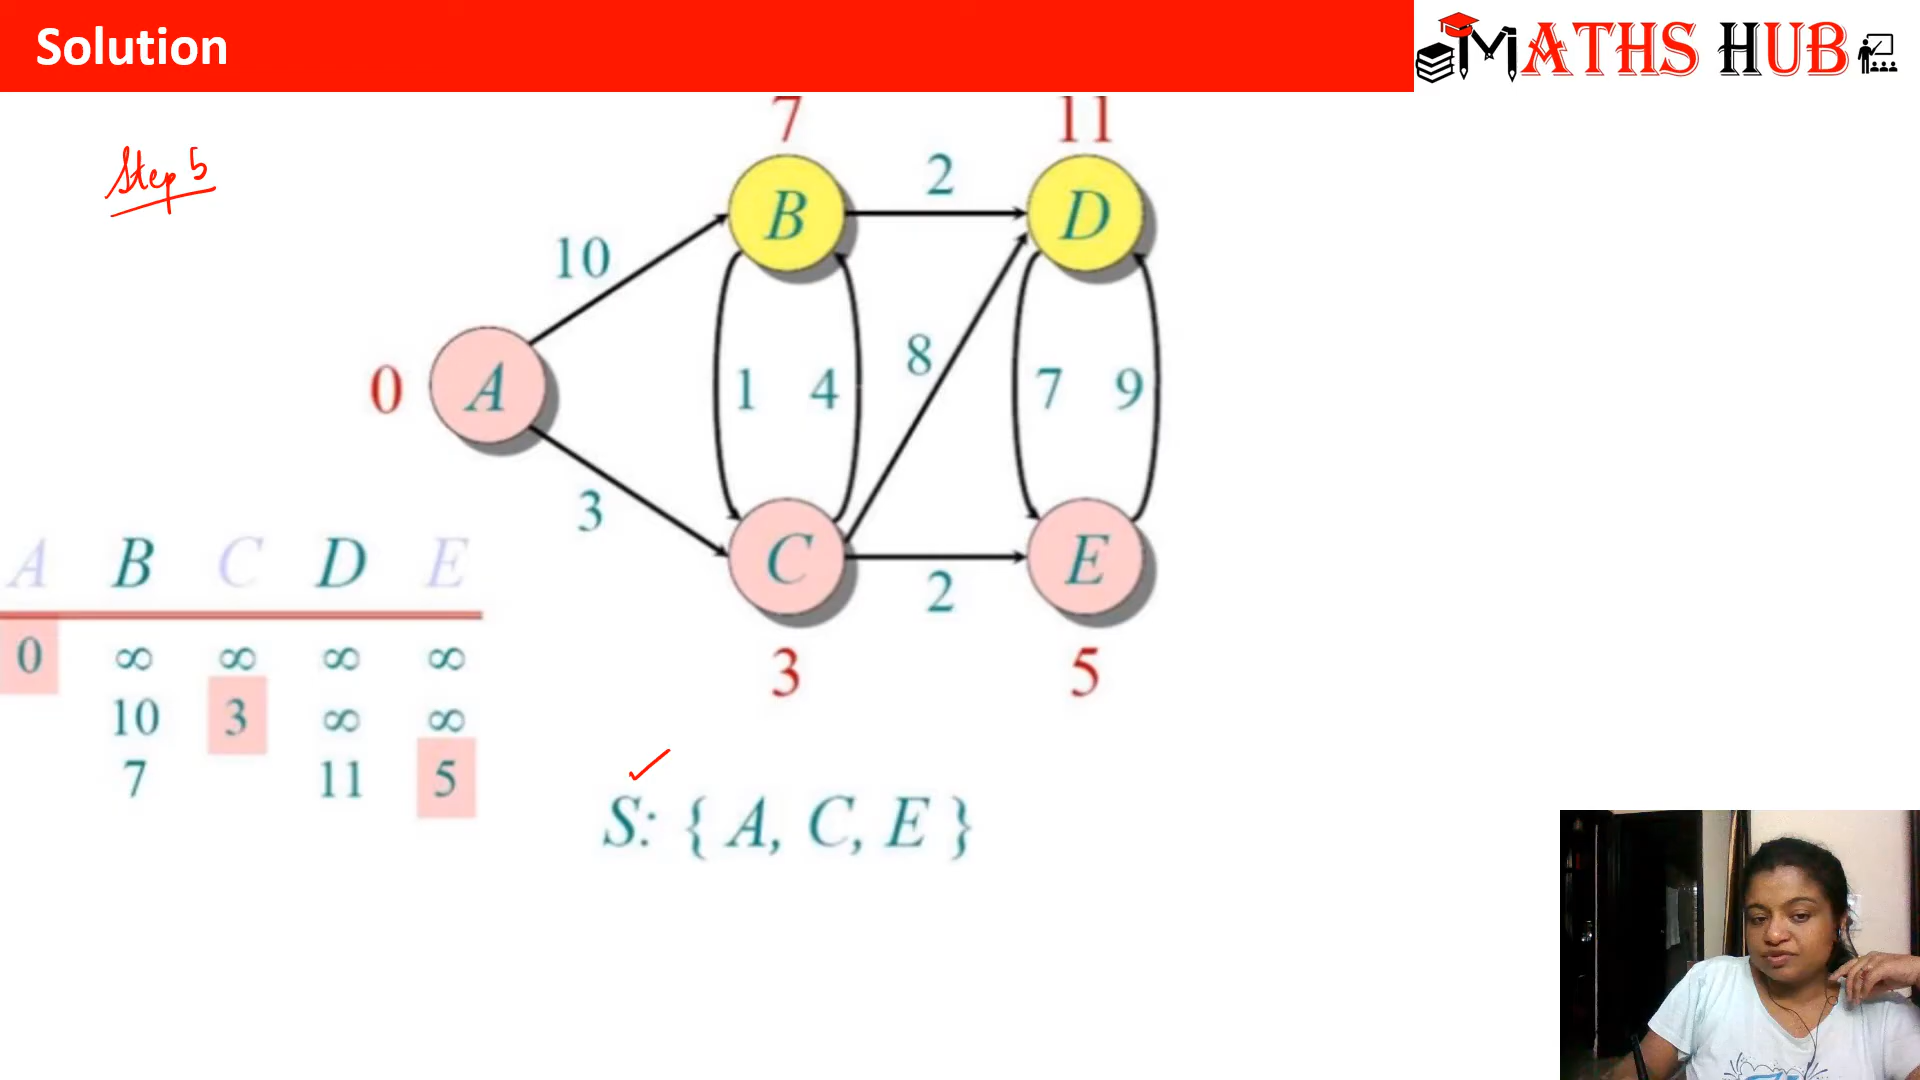 Solution
MATHS HUB
Step 5
7 11
B 2 D
10
0 A 1 4 8 7 9
3
C 2 E
3 5
A B C D E
0 ∞ ∞ ∞ ∞
10 3 ∞ ∞
7 11 5
S: { A, C, E }